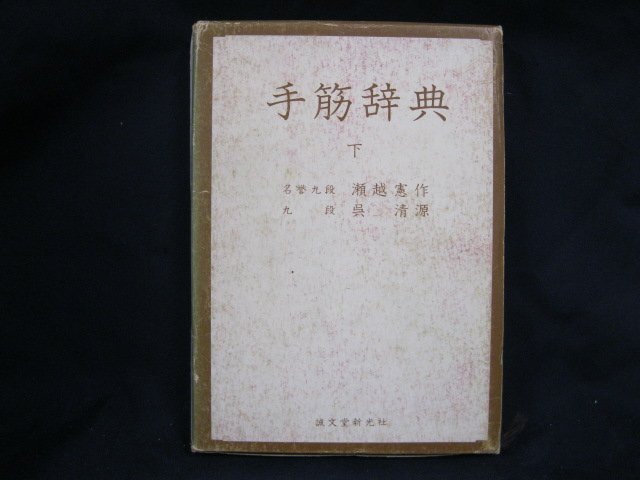 手筋辞典
下
名誉九段 瀬越憲作
九段 呉清源
誠文堂新光社